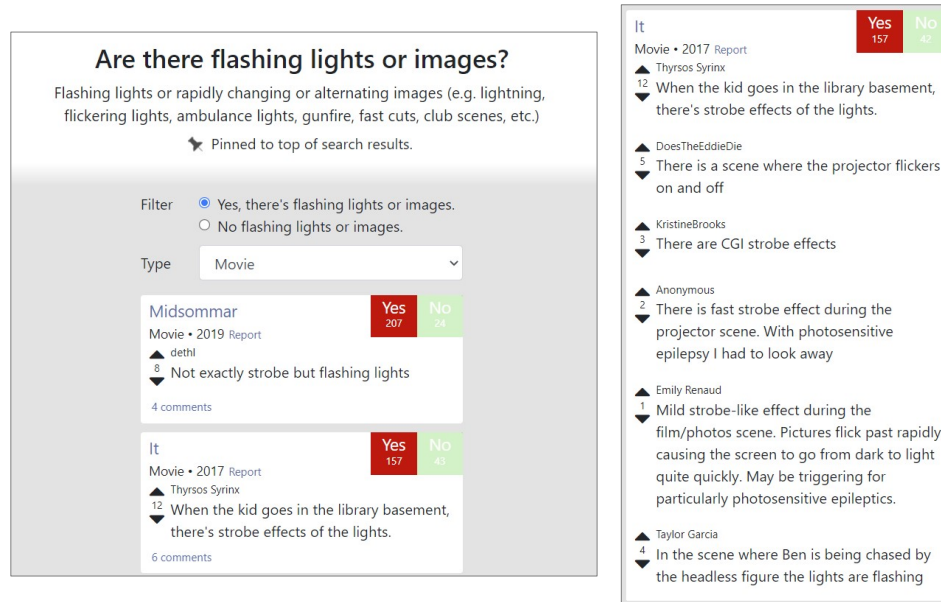 Are there flashing lights or images?
Flashing lights or rapidly changing or alternating images (e.g. lightning,
flickering lights, ambulance lights, gunfire, fast cuts, club scenes, etc.)
Pinned to top of search results.
Filter
Yes, there's flashing lights or images.
No flashing lights or images.
Type
Movie
Midsommar
Yes
207
No
24
Movie • 2019 Report
dethl
8
Not exactly strobe but flashing lights
4 comments
It
Yes
157
No
43
Movie • 2017 Report
Thyrsos Syrinx
12
When the kid goes in the library basement,
there's strobe effects of the lights.
6 comments
It
Yes
157
No
42
Movie • 2017 Report
Thyrsos Syrinx
12
When the kid goes in the library basement,
there's strobe effects of the lights.
DoesTheEddieDie
5
There is a scene where the projector flickers
on and off
KristineBrooks
3
There are CGI strobe effects
Anonymous
2
There is fast strobe effect during the
projector scene. With photosensitive
epilepsy I had to look away
Emily Renaud
1
Mild strobe-like effect during the
film/photos scene. Pictures flick past rapidly
causing the screen to go from dark to light
quite quickly. May be triggering for
particularly photosensitive epileptics.
Taylor Garcia
4
In the scene where Ben is being chased by
the headless figure the lights are flashing